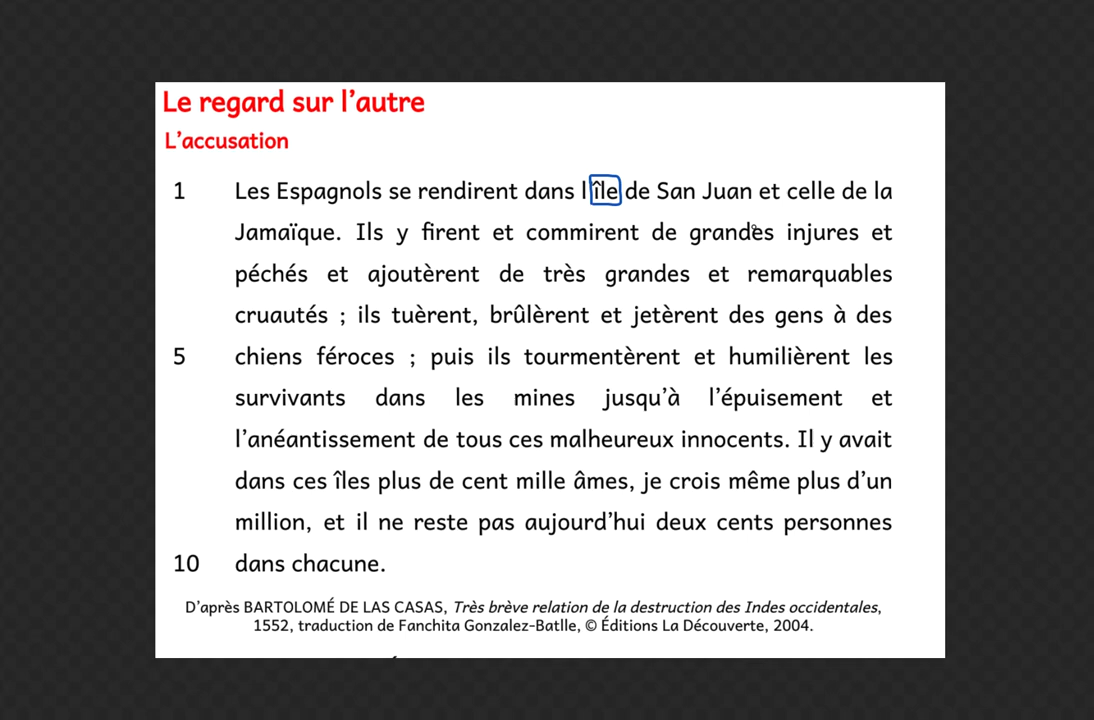 Le regard sur l'autre
L'accusation
1 Les Espagnols se rendirent dans l'île de San Juan et celle de la
Jamaïque. Ils y firent et commirent de grandes injures et
péchés et ajoutèrent de très grandes et remarquables
cruautés ; ils tuèrent, brûlèrent et jetèrent des gens à des
5 chiens féroces ; puis ils tourmentèrent et humilièrent les
survivants dans les mines jusqu'à l'épuisement et
l'anéantissement de tous ces malheureux innocents. Il y avait
dans ces îles plus de cent mille âmes, je crois même plus d'un
million, et il ne reste pas aujourd'hui deux cents personnes
10 dans chacune.
D'après BARTOLOMÉ DE LAS CASAS, Très brève relation de la destruction des Indes occidentales,
1552, traduction de Fanchita Gonzalez-Batlle, © Éditions La Découverte, 2004.